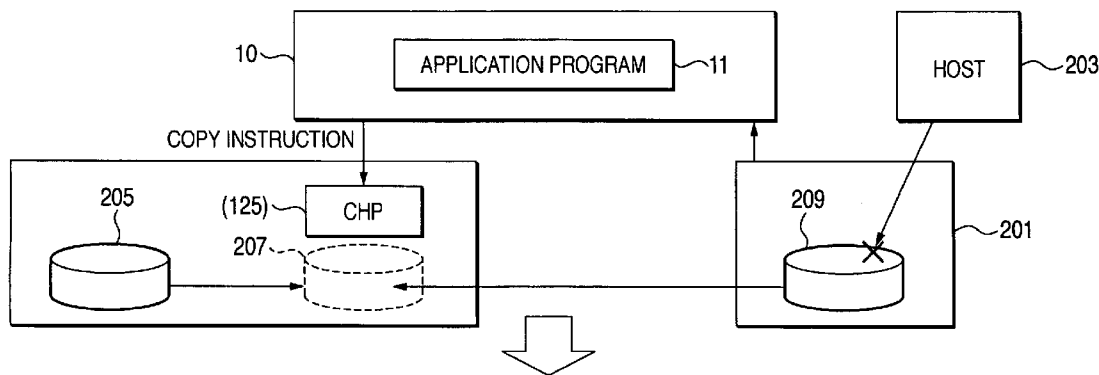 10
APPLICATION PROGRAM
11
HOST
203
COPY INSTRUCTION
205
(125)
CHP
207
209
201